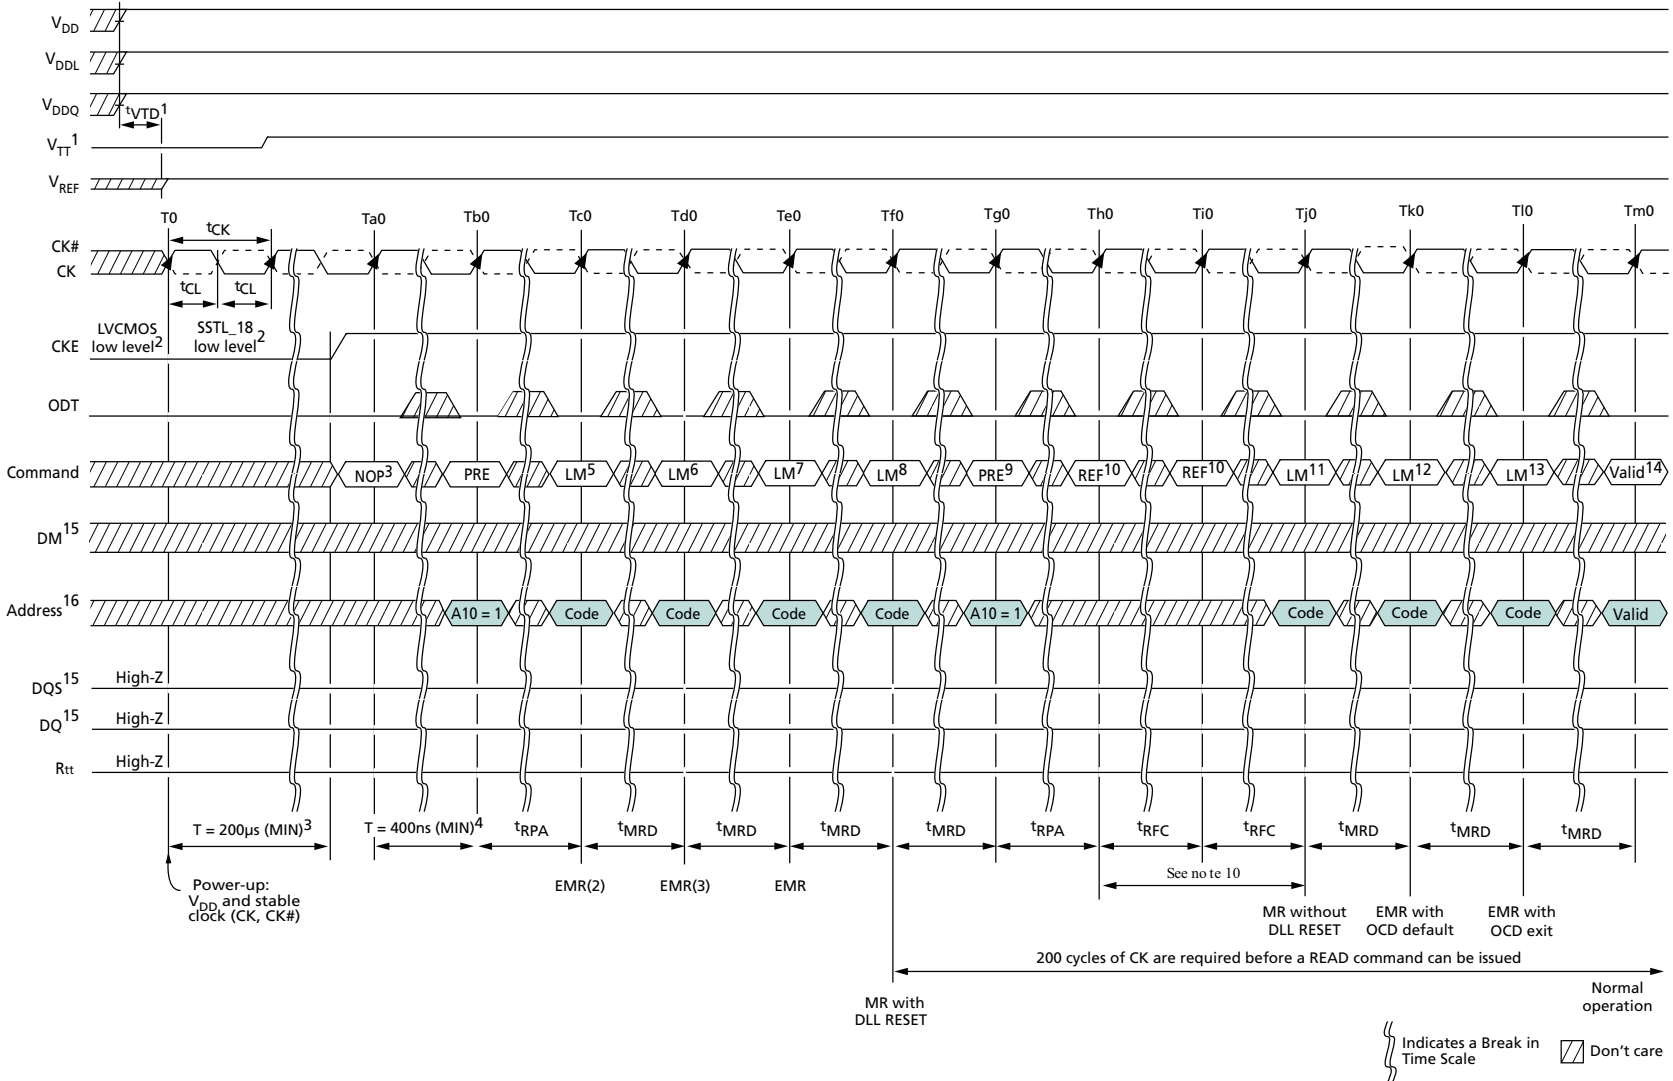 VDD
VDDL
VDDQ
tVTD1
VTT1
VREF
T0 Ta0 Tb0 Tc0 Td0 Te0 Tf0 Tg0 Th0 Ti0 Tj0 Tk0 Tl0 Tm0
tCK
CK#
CK
tCL tCL
LVCMOS
low level2
SSTL_18
low level2
CKE
ODT
Command NOP3 PRE LM5 LM6 LM7 LM8 PRE9 REF10 REF10 LM11 LM12 LM13 Valid14
DM15
Address16 A10 = 1 Code Code Code Code A10 = 1 Code Code Code Valid
DQS15 High-Z
DQ15 High-Z
Rtt High-Z
T = 200µs (MIN)3 T = 400ns (MIN)4 tRPA tMRD tMRD tMRD tMRD tRPA tRFC tRFC tMRD tMRD tMRD
Power-up:
VDD and stable
clock (CK, CK#)
EMR(2) EMR(3) EMR
See note 10
MR without
DLL RESET
EMR with
OCD default
EMR with
OCD exit
200 cycles of CK are required before a READ command can be issued
MR with
DLL RESET
Normal
operation
Indicates a Break in
Time Scale
Don't care